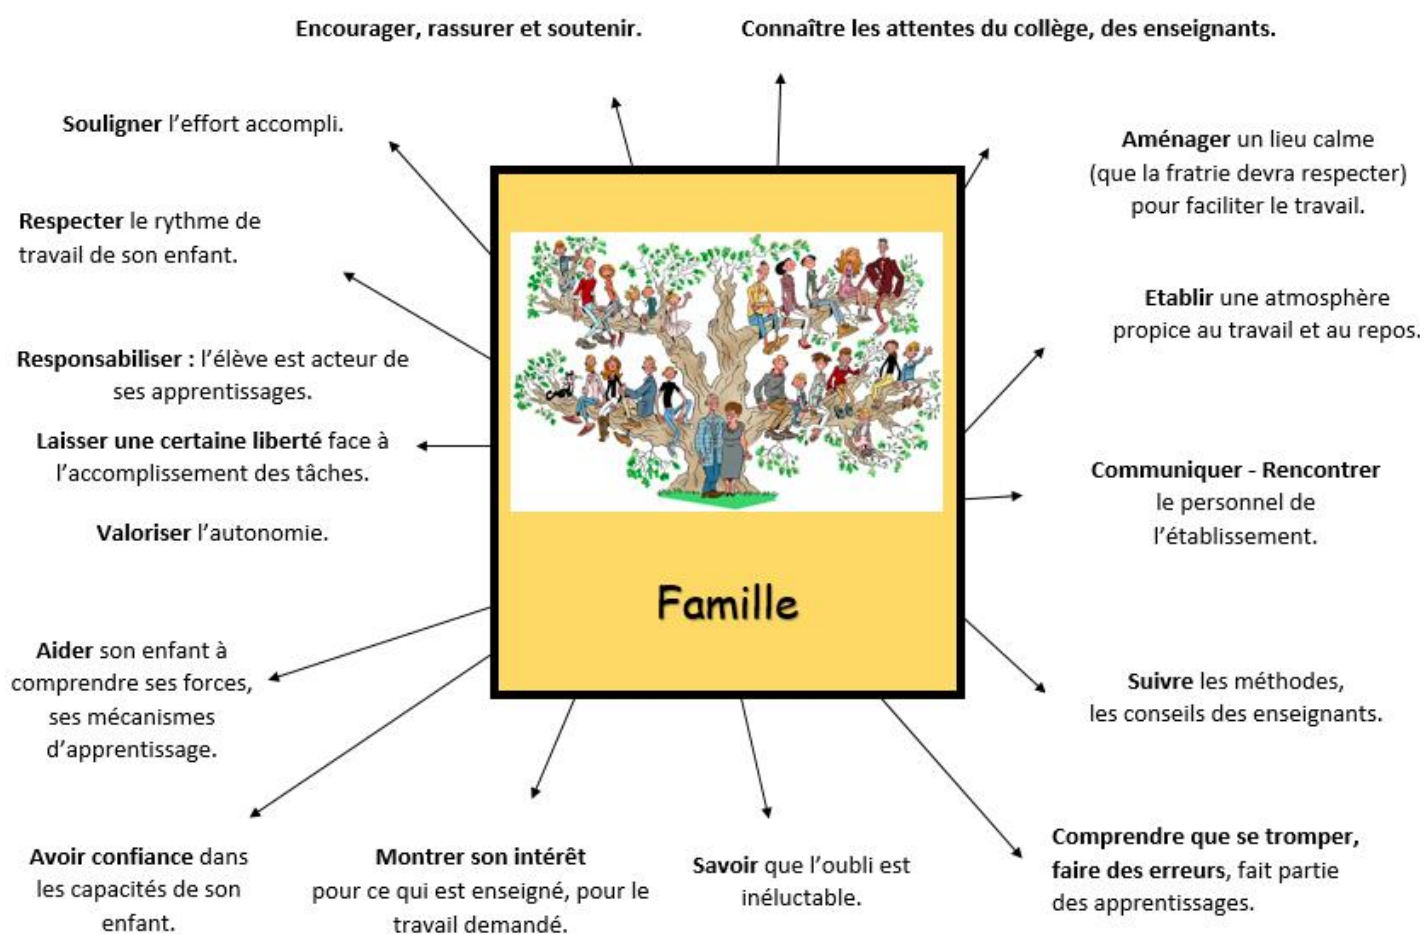 Encourager, rassurer et soutenir.
Connaître les attentes du collège, des enseignants.
Souligner l’effort accompli.
Aménager un lieu calme
(que la fratrie devra respecter)
pour faciliter le travail.
Respecter le rythme de
travail de son enfant.
Etablir une atmosphère
propice au travail et au repos.
Responsabiliser : l’élève est acteur de
ses apprentissages.
Laisser une certaine liberté face à
l’accomplissement des tâches.
Valoriser l’autonomie.
Communiquer - Rencontrer
le personnel de
l’établissement.
Famille
Aider son enfant à
comprendre ses forces,
ses mécanismes
d’apprentissage.
Suivre les méthodes,
les conseils des enseignants.
Avoir confiance dans
les capacités de son
enfant.
Montrer son intérêt
pour ce qui est enseigné, pour le
travail demandé.
Savoir que l’oubli est
inéluctable.
Comprendre que se tromper,
faire des erreurs, fait partie
des apprentissages.